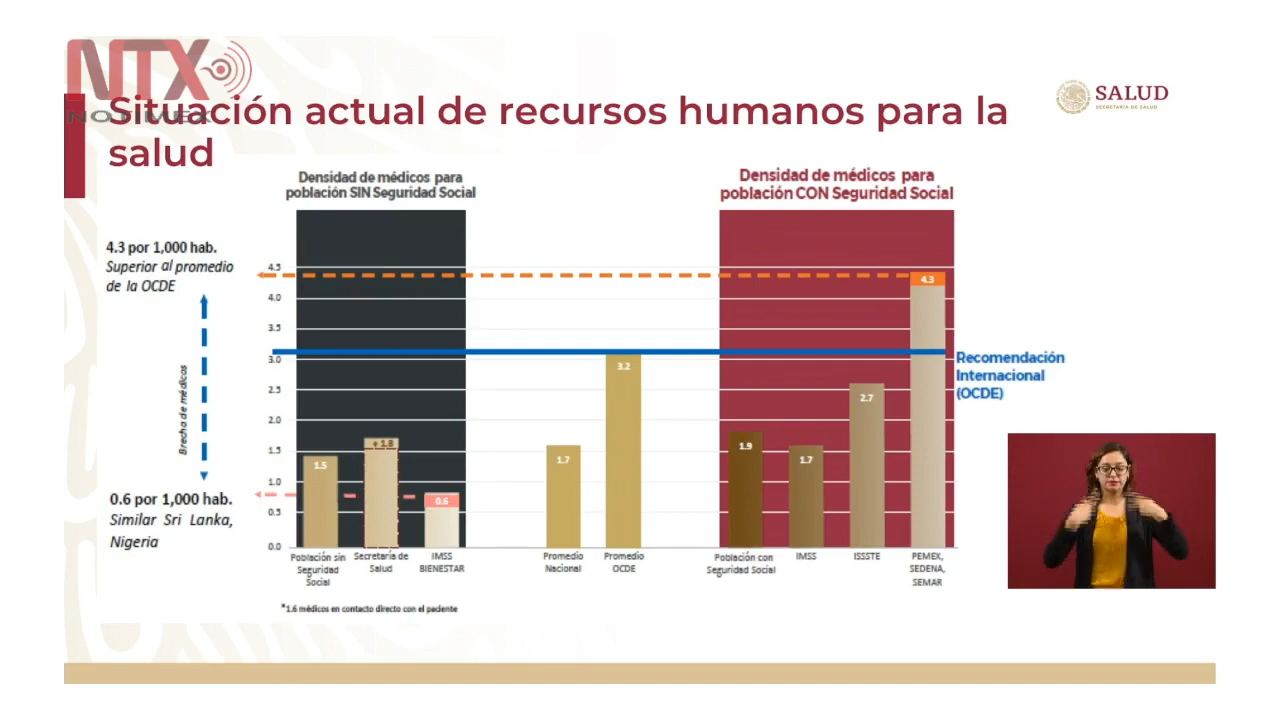 NTX
NOTIMEX
Situación actual de recursos humanos para la
salud
SALUD
SECRETARÍA DE SALUD
Densidad de médicos para
población SIN Seguridad Social
Densidad de médicos para
población CON Seguridad Social
4.3 por 1,000 hab.
Superior al promedio
de la OCDE
Brecha de médicos
0.6 por 1,000 hab.
Similar Sri Lanka,
Nigeria
4.5
4.0
3.5
3.0
2.5
2.0
1.5
1.0
0.5
0.0
1.5
* 1.8
0.6
1.7
3.2
1.9
1.7
2.7
4.3
Recomendación
Internacional
(OCDE)
Población sin
Seguridad
Social
Secretaría de
Salud
IMSS
BIENESTAR
Promedio
Nacional
Promedio
OCDE
Población con
Seguridad Social
IMSS
ISSSTE
PEMEX,
SEDENA,
SEMAR
*1.6 médicos en contacto directo con el paciente